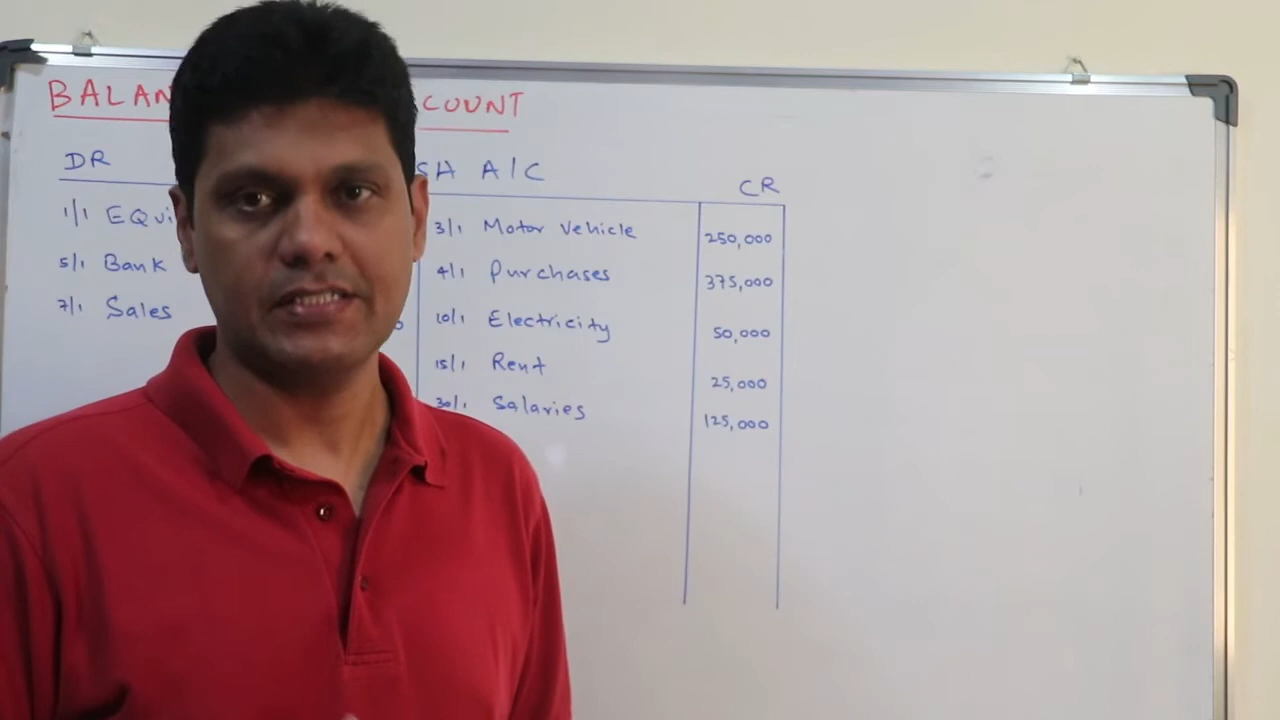 BALAN COUNT
DR SH A/C CR
1/1 EQui 3/1 Motor Vehicle 250,000
5/1 Bank 4/1 Purchases 375,000
7/1 Sales 10/1 Electricity 50,000
15/1 Rent 25,000
30/1 Salaries 125,000